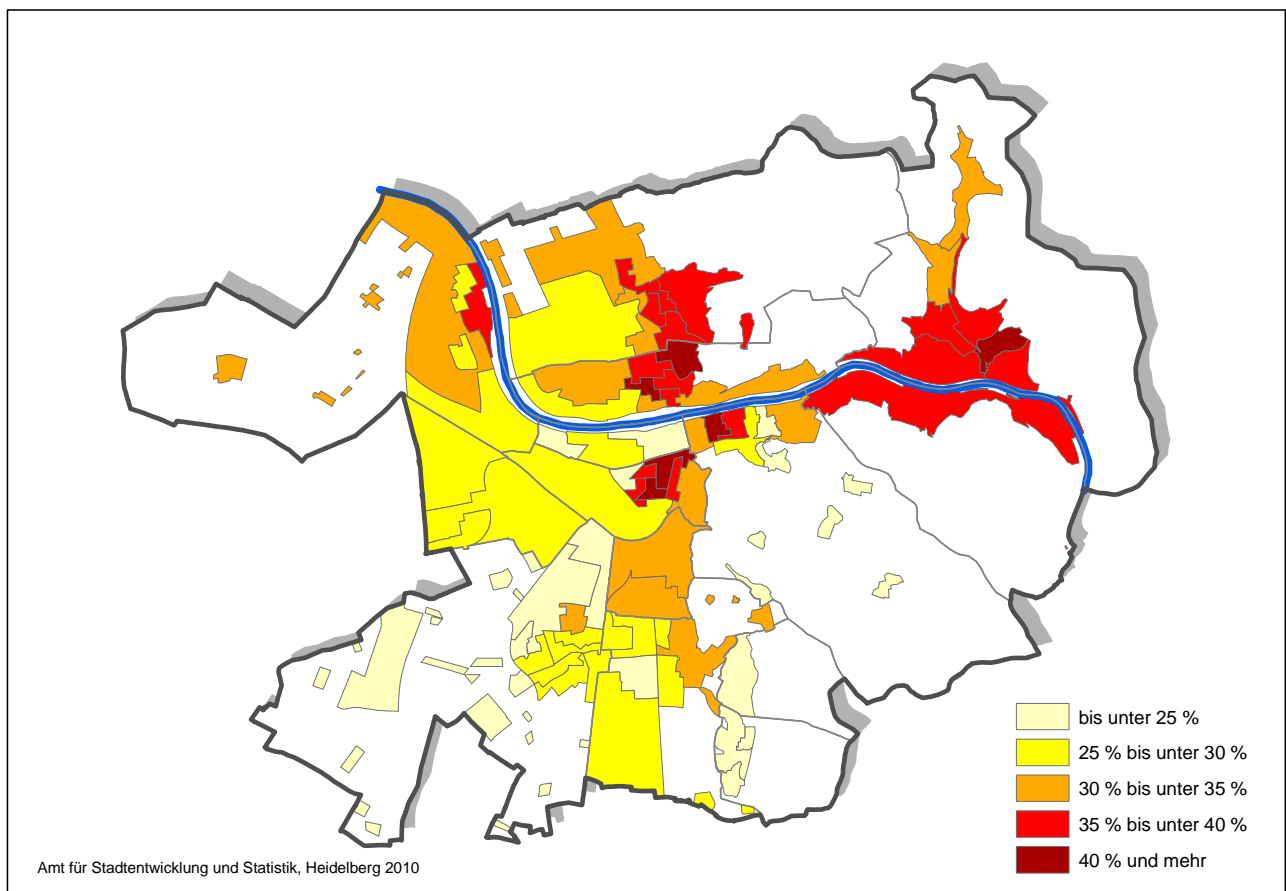 bis unter 25 %
25 % bis unter 30 %
30 % bis unter 35 %
35 % bis unter 40 %
40 % und mehr
Amt für Stadtentwicklung und Statistik, Heidelberg 2010